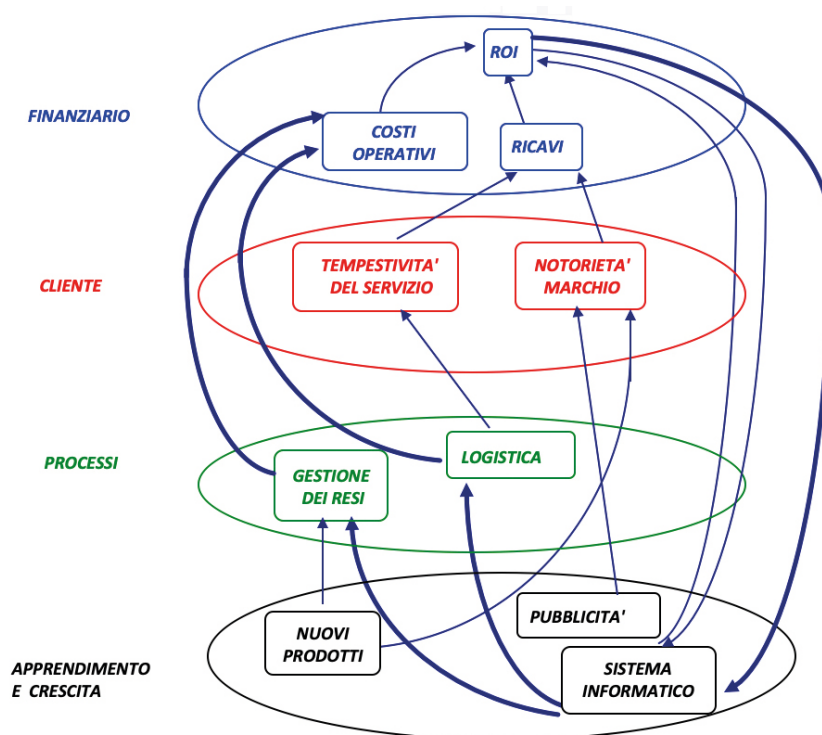 ROI
FINANZIARIO
COSTI
OPERATIVI
RICAVI
CLIENTE
TEMPESTIVITA'
DEL SERVIZIO
NOTORIETA'
MARCHIO
PROCESSI
GESTIONE
DEI RESI
LOGISTICA
APPRENDIMENTO
E CRESCITA
NUOVI
PRODOTTI
PUBBLICITA'
SISTEMA
INFORMATICO